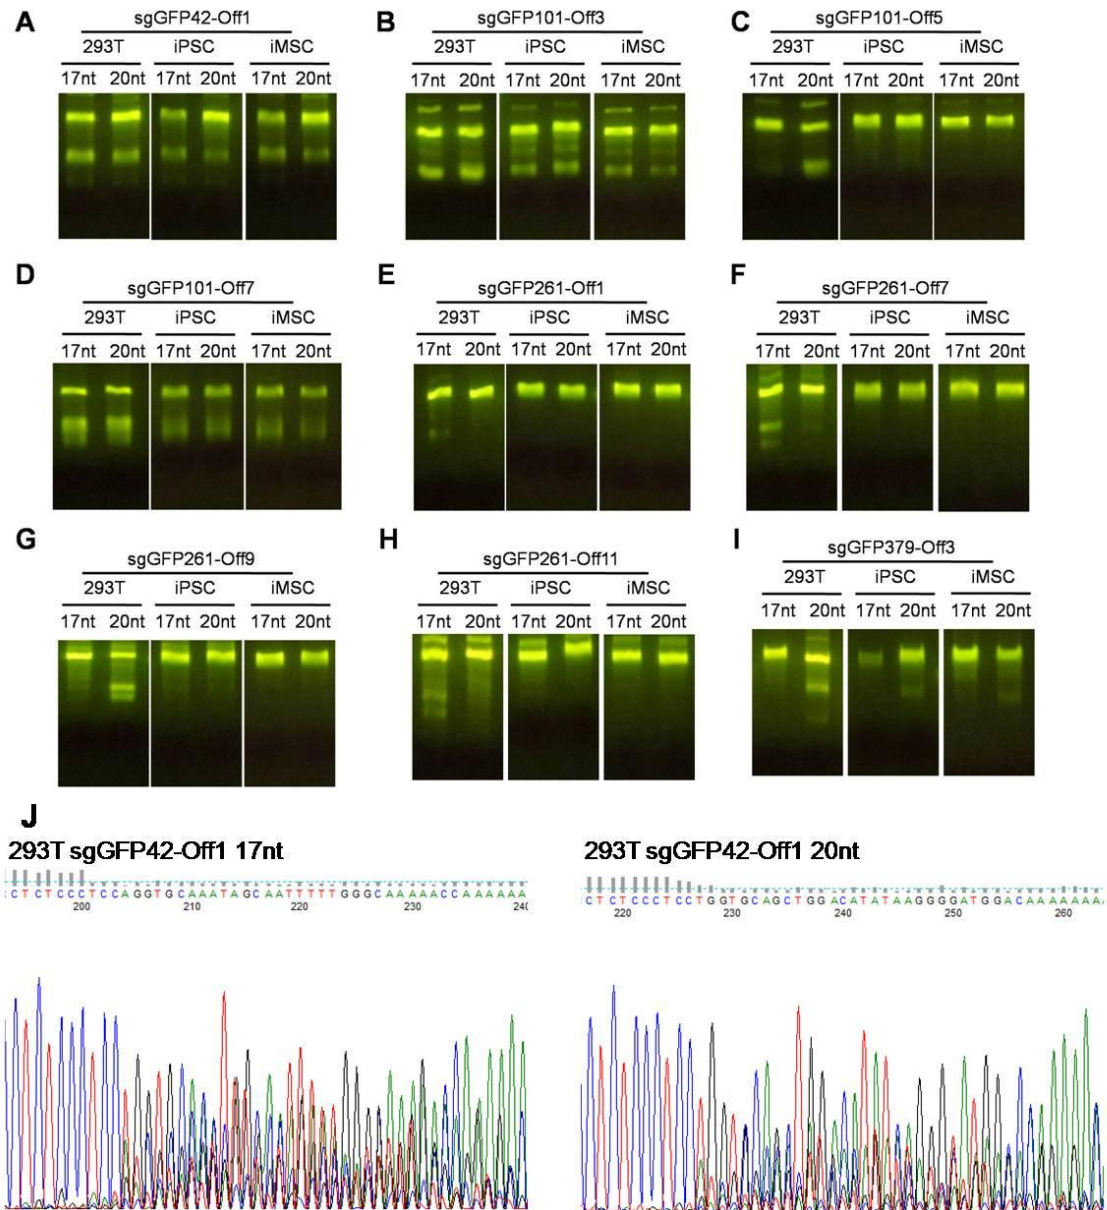 A
sgGFP42-Off1
293T iPSC iMSC
17nt 20nt 17nt 20nt 17nt 20nt
B
sgGFP101-Off3
293T iPSC iMSC
17nt 20nt 17nt 20nt 17nt 20nt
C
sgGFP101-Off5
293T iPSC iMSC
17nt 20nt 17nt 20nt 17nt 20nt
D
sgGFP101-Off7
293T iPSC iMSC
17nt 20nt 17nt 20nt 17nt 20nt
E
sgGFP261-Off1
293T iPSC iMSC
17nt 20nt 17nt 20nt 17nt 20nt
F
sgGFP261-Off7
293T iPSC iMSC
17nt 20nt 17nt 20nt 17nt 20nt
G
sgGFP261-Off9
293T iPSC iMSC
17nt 20nt 17nt 20nt 17nt 20nt
H
sgGFP261-Off11
293T iPSC iMSC
17nt 20nt 17nt 20nt 17nt 20nt
I
sgGFP379-Off3
293T iPSC iMSC
17nt 20nt 17nt 20nt 17nt 20nt
J
293T sgGFP42-Off1 17nt
CTCTCCCTCCAGGTGCAAATAGCAATTTTTGGGCAAAAACCAAAAAA
200 210 220 230
293T sgGFP42-Off1 20nt
CTCTCCCTCCTGGTGCAGCTGGACATATAAGGGGATGGACAAAAAAA
220 230 240 250 260